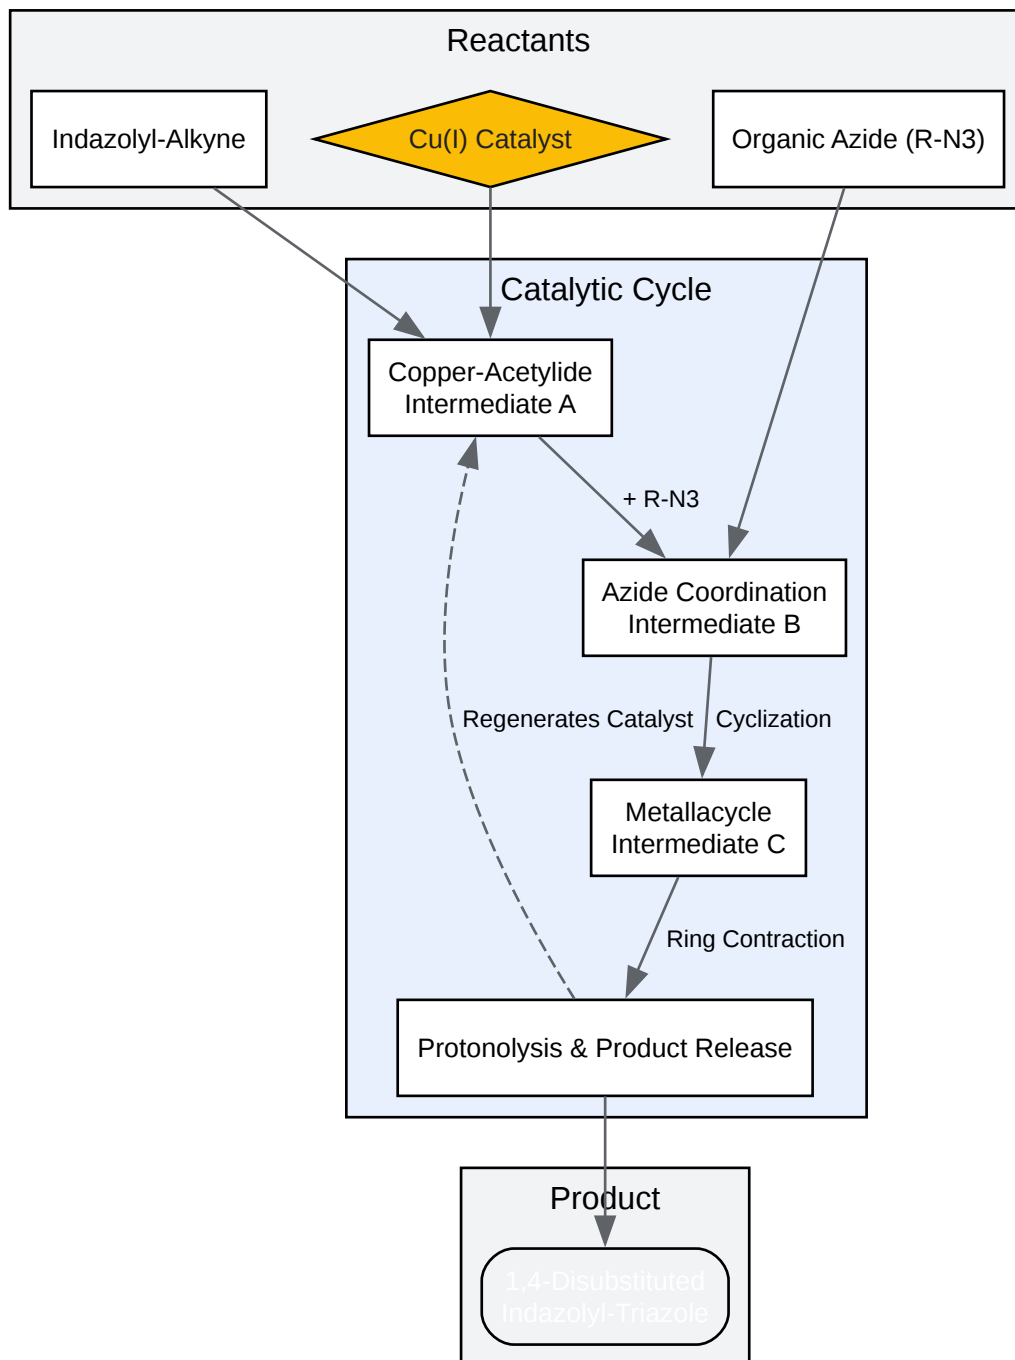 Reactants
Indazolyl-Alkyne
Cu(I) Catalyst
Organic Azide (R-N3)
Catalytic Cycle
Copper-Acetylide
Intermediate A
+ R-N3
Azide Coordination
Intermediate B
Regenerates Catalyst
Cyclization
Metallacycle
Intermediate C
Ring Contraction
Protonolysis & Product Release
Product
1,4-Disubstituted
Indazolyl-Triazole